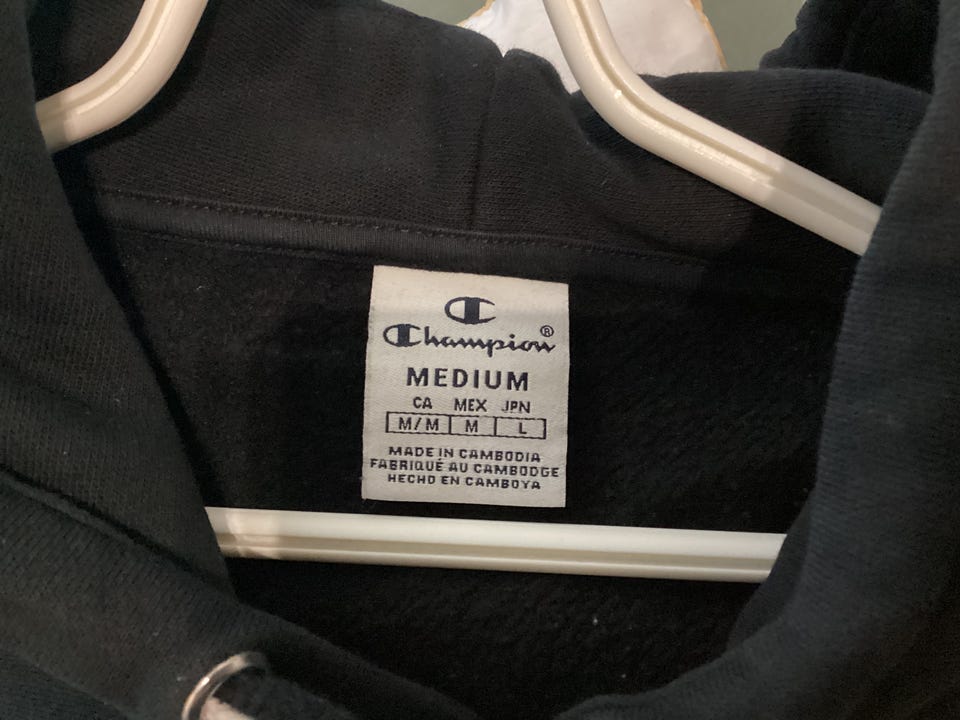 C
Champion®
MEDIUM
CA MEX JPN
M/M M L
MADE IN CAMBODIA
FABRIQUÉ AU CAMBODGE
HECHO EN CAMBOYA